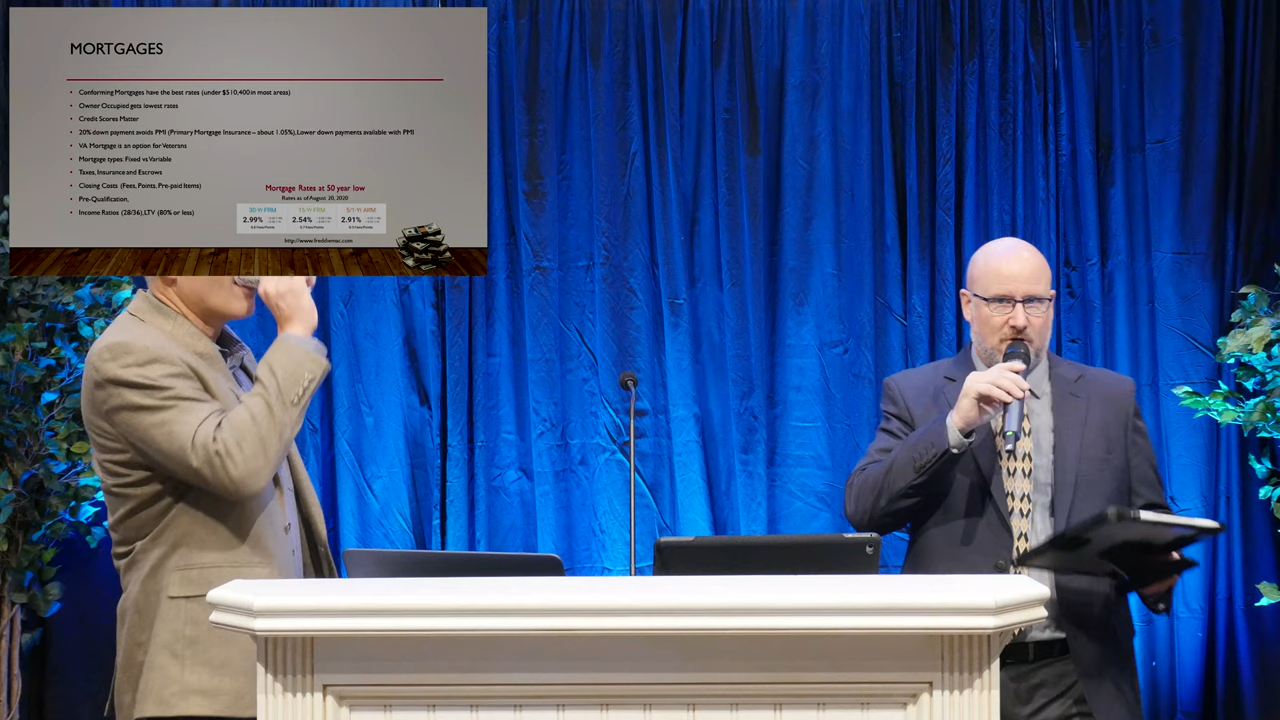 MORTGAGES
• Conforming Mortgages have the best rates (under $510,400 in most areas)
• Owner Occupied gets lowest rates
• Credit Scores Matter
• 20% down payment avoids PMI (Primary Mortgage Insurance – about 1.05%), Lower down payments available with PMI
• VA Mortgage is an option for Veterans
• Mortgage types: Fixed vs Variable
• Taxes, Insurance and Escrows
• Closing Costs (Fees, Points, Pre-paid Items)
• Pre-Qualification,
• Income Ratios (28/36), LTV (80% or less)
Mortgage Rates at 50 year low
Rates as of August 20, 2020
30-Yr FRM 15-Yr FRM 5/1-Yr ARM
2.99% 2.54% 2.91%
http://www.freddiemac.com